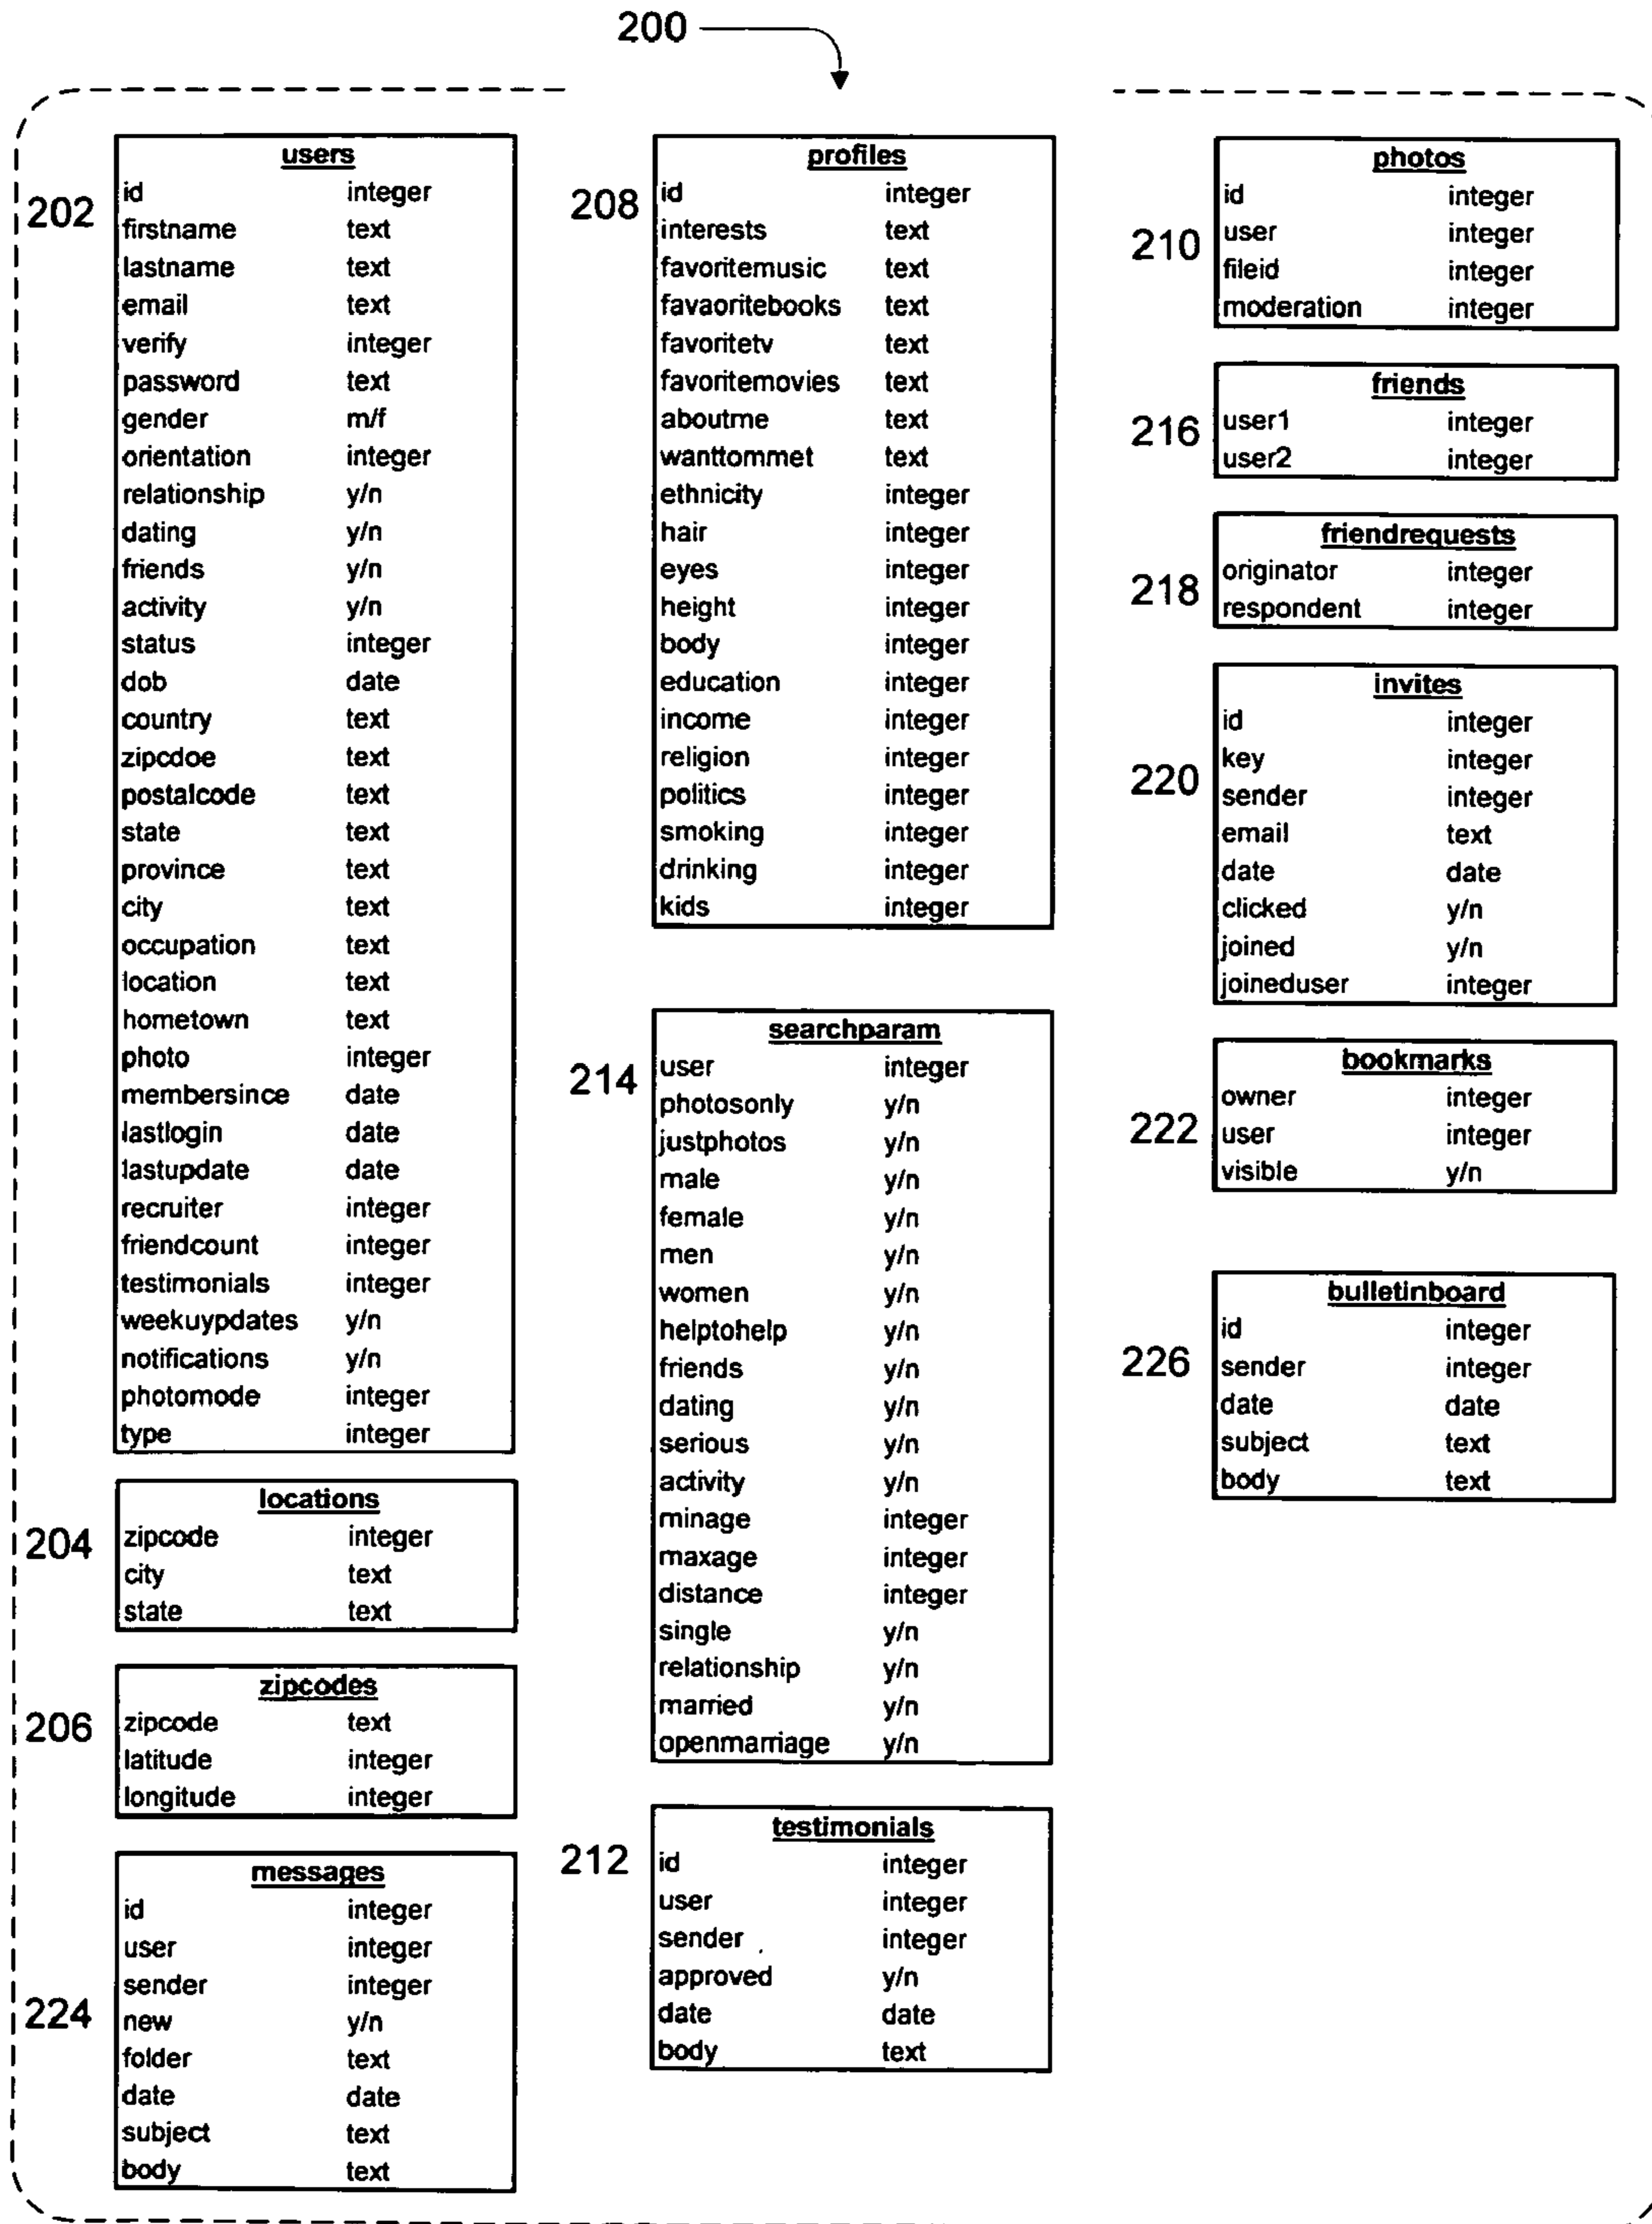 200
202
users
id integer
firstname text
lastname text
email text
verify integer
password text
gender m/f
orientation integer
relationship y/n
dating y/n
friends y/n
activity y/n
status integer
dob date
country text
zipcdoe text
postalcode text
state text
province text
city text
occupation text
location text
hometown text
photo integer
membersince date
lastlogin date
lastupdate date
recruiter integer
friendcount integer
testimonials integer
weekuypdates y/n
notifications y/n
photomode integer
type integer
204
locations
zipcode integer
city text
state text
206
zipcodes
zipcode text
latitude integer
longitude integer
224
messages
id integer
user integer
sender integer
new y/n
folder text
date date
subject text
body text
208
profiles
id integer
interests text
favoritemusic text
favaoritebooks text
favoritetv text
favoritemovies text
aboutme text
wanttommet text
ethnicity integer
hair integer
eyes integer
height integer
body integer
education integer
income integer
religion integer
politics integer
smoking integer
drinking integer
kids integer
214
searchparam
user integer
photosonly y/n
justphotos y/n
male y/n
female y/n
men y/n
women y/n
helptohelp y/n
friends y/n
dating y/n
serious y/n
activity y/n
minage integer
maxage integer
distance integer
single y/n
relationship y/n
married y/n
openmarriage y/n
212
testimonials
id integer
user integer
sender integer
approved y/n
date date
body text
210
photos
id integer
user integer
fileid integer
moderation integer
216
friends
user1 integer
user2 integer
218
friendrequests
originator integer
respondent integer
220
invites
id integer
key integer
sender integer
email text
date date
clicked y/n
joined y/n
joineduser integer
222
bookmarks
owner integer
user integer
visible y/n
226
bulletinboard
id integer
sender integer
date date
subject text
body text